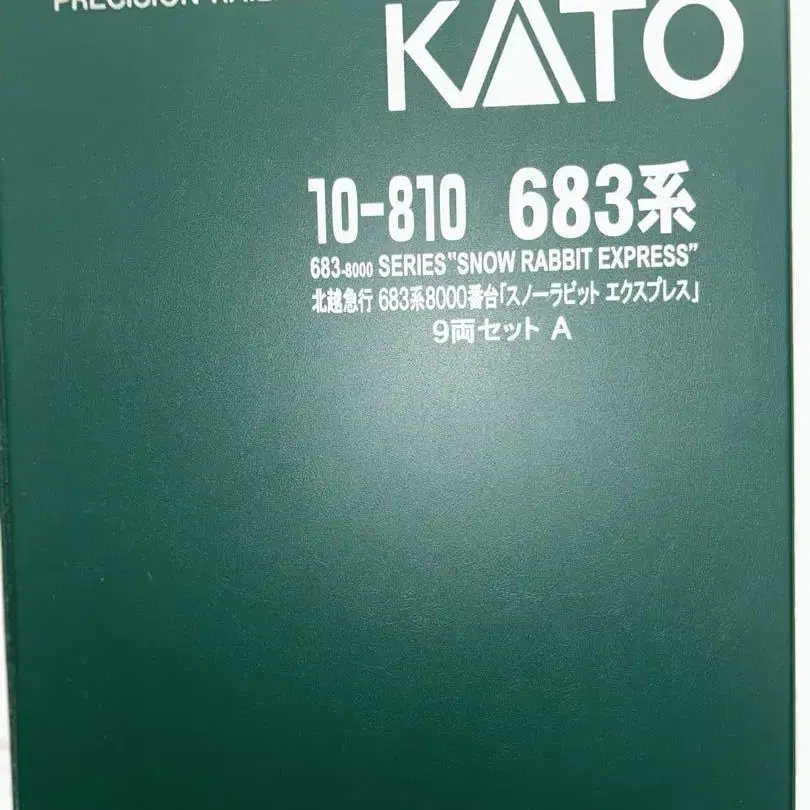 PRECISION RAIL
KATO
10-810 683系
683-8000 SERIES "SNOW RABBIT EXPRESS"
北越急行 683系8000番台「スノーラビット エクスプレス」
9両セット A